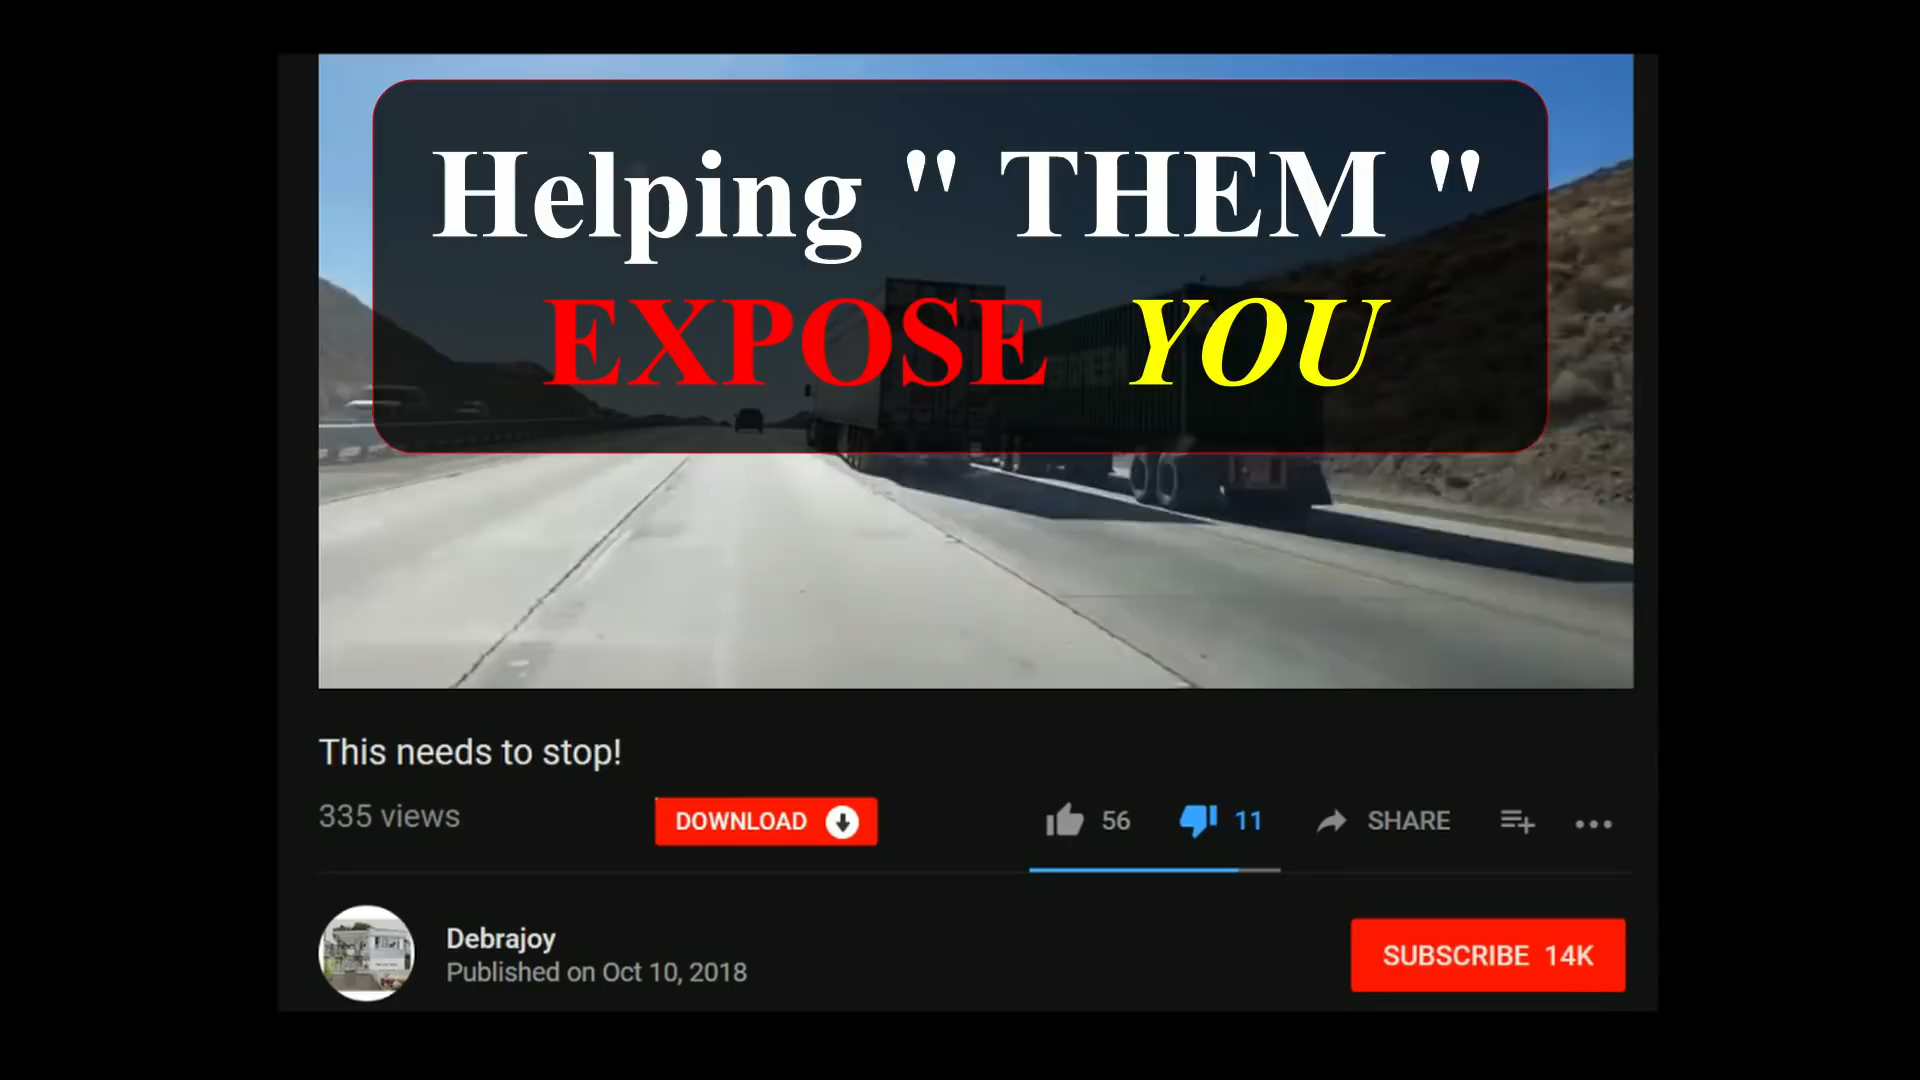 Helping " THEM "
EXPOSE YOU
This needs to stop!
335 views
DOWNLOAD
56
11
SHARE
Debrajoy
Published on Oct 10, 2018
SUBSCRIBE 14K